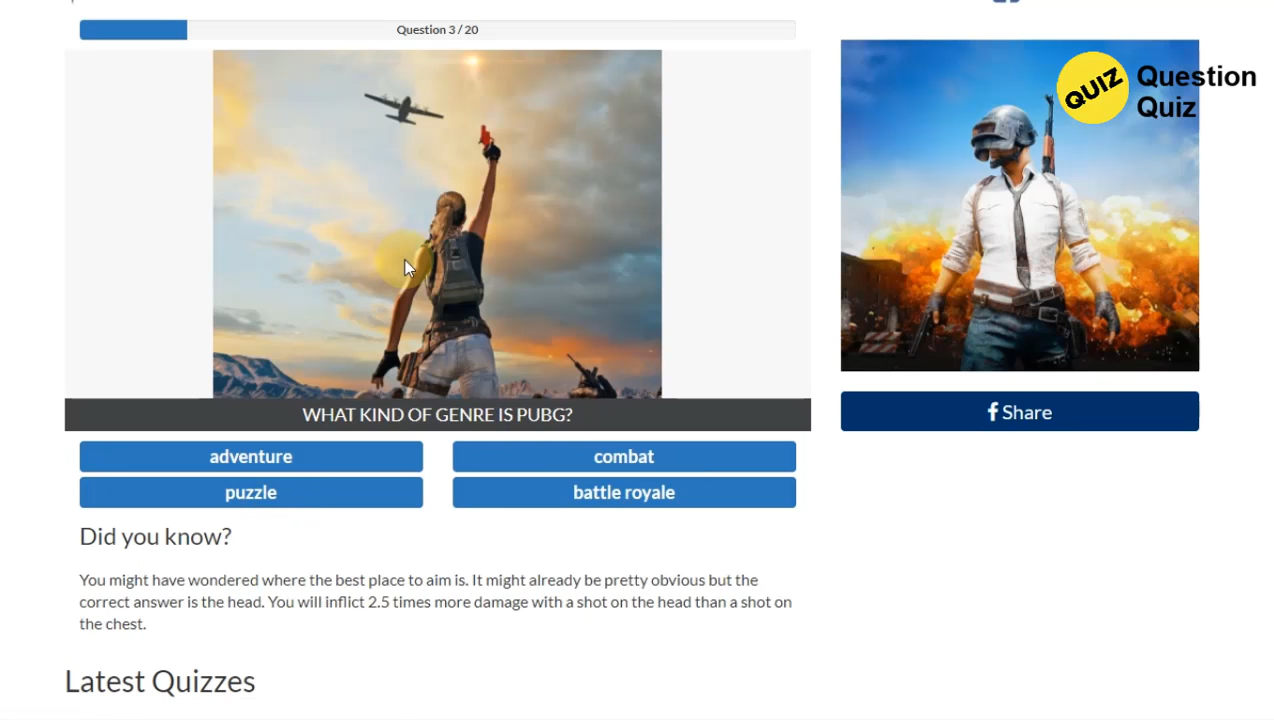 Question 3 / 20
QUIZ
Question
Quiz
WHAT KIND OF GENRE IS PUBG?
Share
adventure
combat
puzzle
battle royale
Did you know?
You might have wondered where the best place to aim is. It might already be pretty obvious but the
correct answer is the head. You will inflict 2.5 times more damage with a shot on the head than a shot on
the chest.
Latest Quizzes